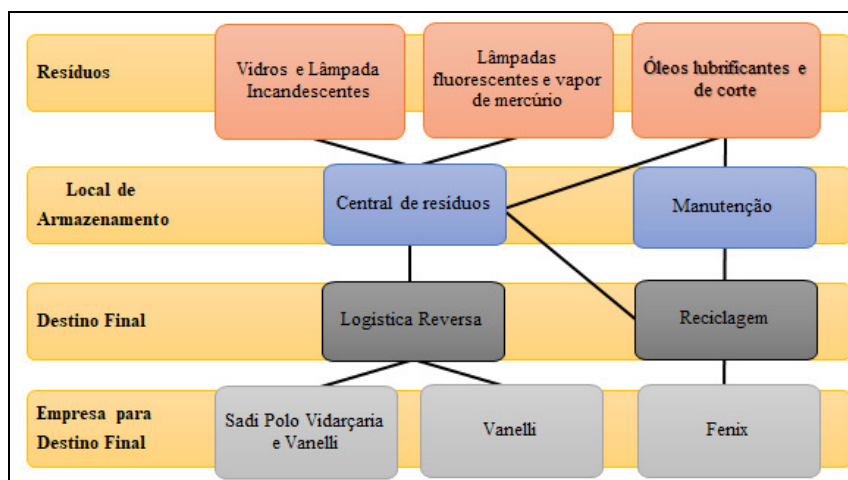 Resíduos
Vidros e Lâmpada
Incandescentes
Lâmpadas
fluorescentes e vapor
de mercúrio
Óleos lubrificantes e
de corte
Local de
Armazenamento
Central de resíduos
Manutenção
Destino Final
Logistica Reversa
Reciclagem
Empresa para
Destino Final
Sadi Polo Vidarçaria
e Vanelli
Vanelli
Fenix